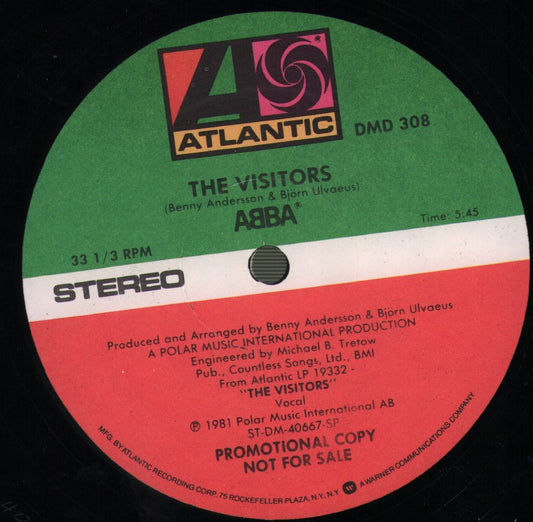 ATLANTIC®
DMD 308
THE VISITORS
(Benny Andersson & Björn Ulvaeus)
ABBA®
Time: 5:45
33 1/3 RPM
STEREO
Produced and Arranged by Benny Andersson & Björn Ulvaeus
A POLAR MUSIC INTERNATIONAL PRODUCTION
Engineered by Michael B. Tretow
Pub., Countless Songs, Ltd., BMI
From Atlantic LP 19332 -
"THE VISITORS"
Vocal
℗ 1981 Polar Music International AB
ST-DM-40667-SP
PROMOTIONAL COPY
NOT FOR SALE
MFG. BY ATLANTIC RECORDING CORP. 75 ROCKEFELLER PLAZA, N.Y., N.Y. A WARNER COMMUNICATIONS COMPANY